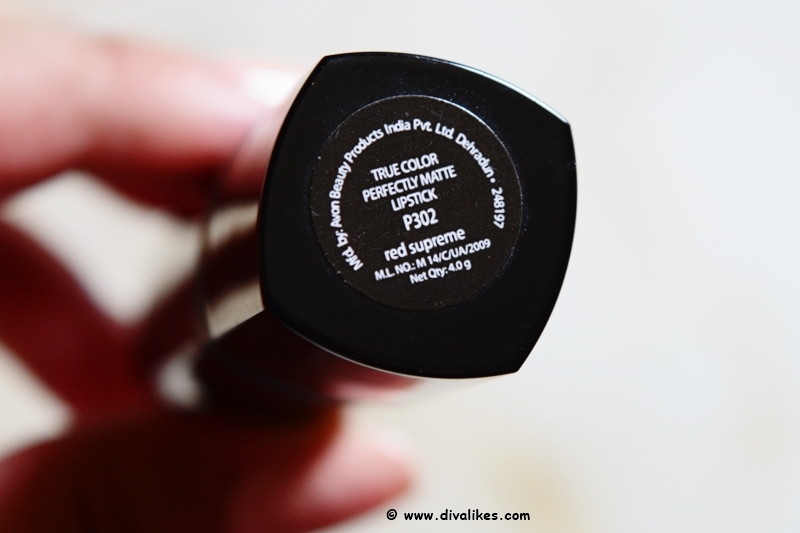 Mfd. by: Avon Beauty Products India Pvt. Ltd. Dehradun • 248197
TRUE COLOR
PERFECTLY MATTE
LIPSTICK
P302
red supreme
M.L. NO.: M 14/C/UA/2009
Net Qty: 4.0 g
© www.divalikes.com